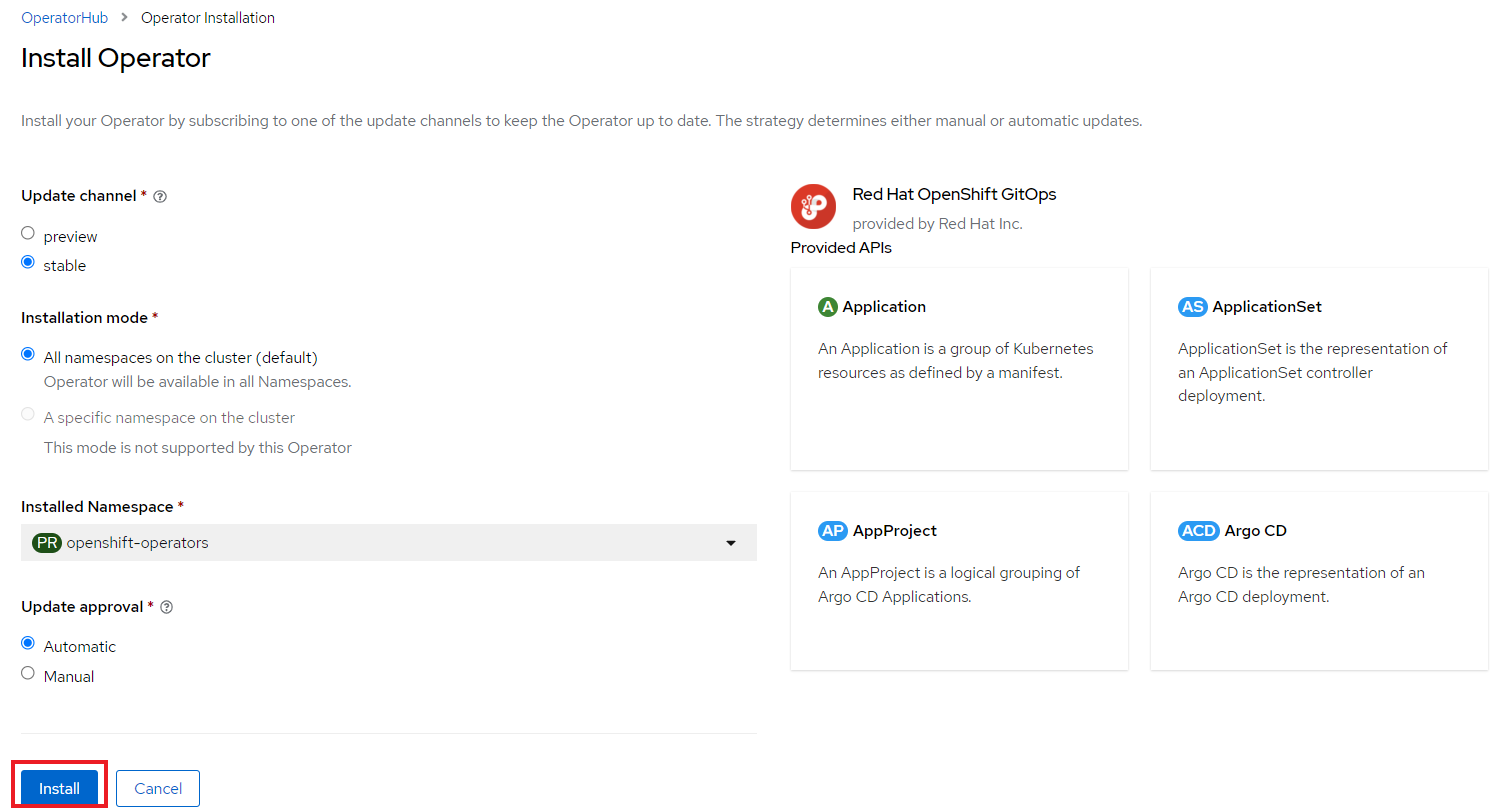 OperatorHub > Operator Installation
Install Operator
Install your Operator by subscribing to one of the update channels to keep the Operator up to date. The strategy determines either manual or automatic updates.
Update channel *
preview
stable
Installation mode *
All namespaces on the cluster (default)
Operator will be available in all Namespaces.
A specific namespace on the cluster
This mode is not supported by this Operator
Installed Namespace *
PR openshift-operators
Update approval *
Automatic
Manual
Install Cancel
Red Hat OpenShift GitOps
provided by Red Hat Inc.
Provided APIs
A Application
An Application is a group of Kubernetes
resources as defined by a manifest.
AS ApplicationSet
ApplicationSet is the representation of
an ApplicationSet controller
deployment.
AP AppProject
An AppProject is a logical grouping of
Argo CD Applications.
ACD Argo CD
Argo CD is the representation of an
Argo CD deployment.